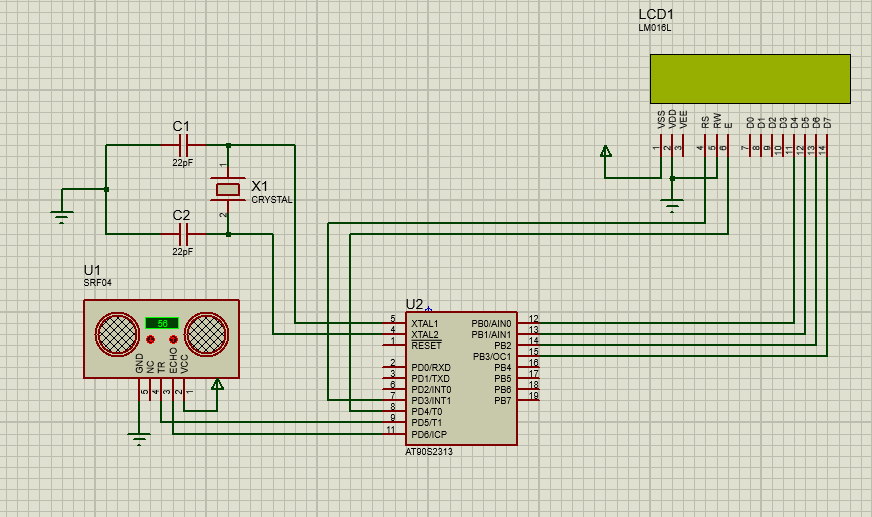 LCD1
LM016L
VSS VDD VEE RS RW E D0 D1 D2 D3 D4 D5 D6 D7
1 2 3 4 5 6 7 8 9 10 11 12 13 14
C1
22pF
1
X1
CRYSTAL
2
C2
22pF
U1
SRF04
56
GND NC TR ECHO VCC
5 4 3 2 1
U2
5 XTAL1 PB0/AIN0 12
4 XTAL2 PB1/AIN1 13
1 RESET PB2 14
PB3/OC1 15
2 PD0/RXD PB4 16
3 PD1/TXD PB5 17
6 PD2/INT0 PB6 18
7 PD3/INT1 PB7 19
8 PD4/T0
9 PD5/T1
11 PD6/ICP
AT90S2313